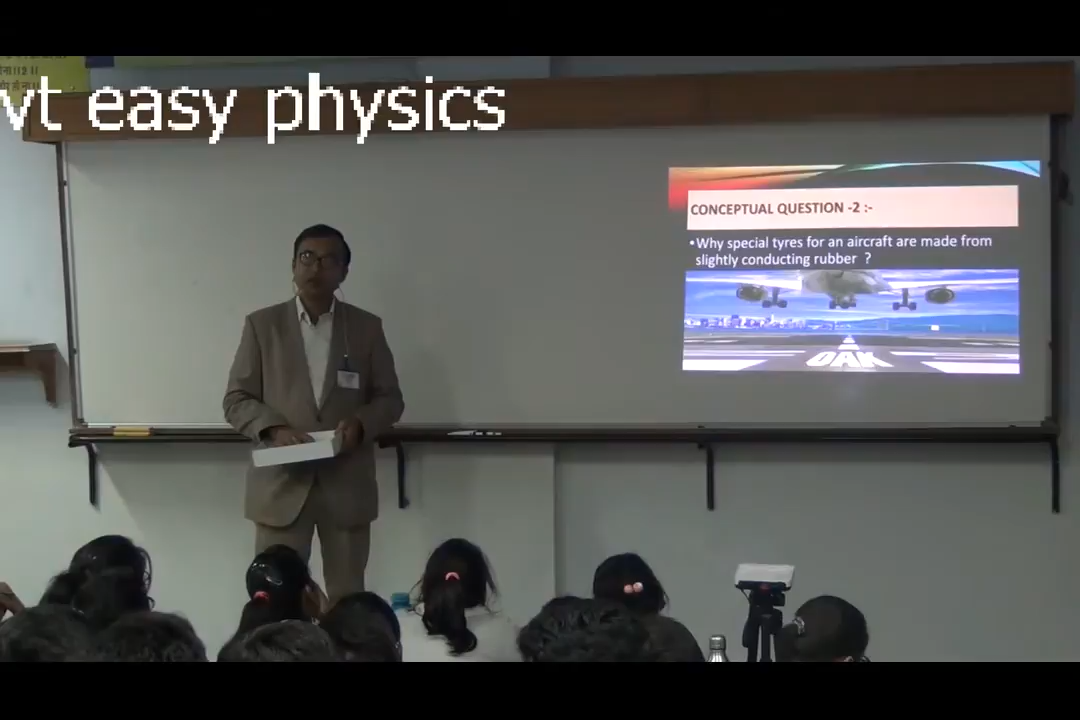 vt easy physics
CONCEPTUAL QUESTION -2 :-
•Why special tyres for an aircraft are made from
slightly conducting rubber ?
OAK